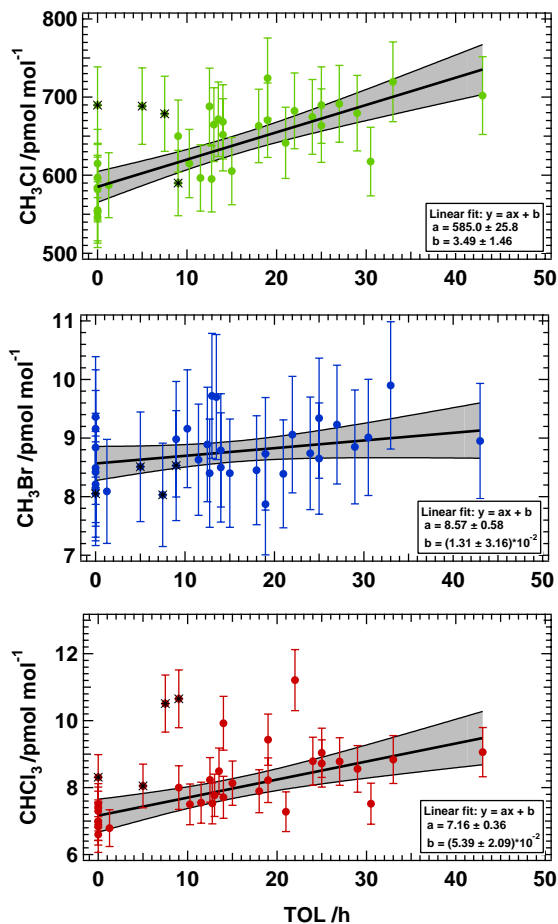 800
700
600
500
CH₃Cl /pmol mol⁻¹
Linear fit: y = ax + b
a = 585.0 ± 25.8
b = 3.49 ± 1.46
0 10 20 30 40 50
11
10
9
8
7
CH₃Br /pmol mol⁻¹
Linear fit: y = ax + b
a = 8.57 ± 0.58
b = (1.31 ± 3.16)*10⁻²
0 10 20 30 40 50
12
10
8
6
CHCl₃ /pmol mol⁻¹
Linear fit: y = ax + b
a = 7.16 ± 0.36
b = (5.39 ± 2.09)*10⁻²
0 10 20 30 40 50
TOL /h